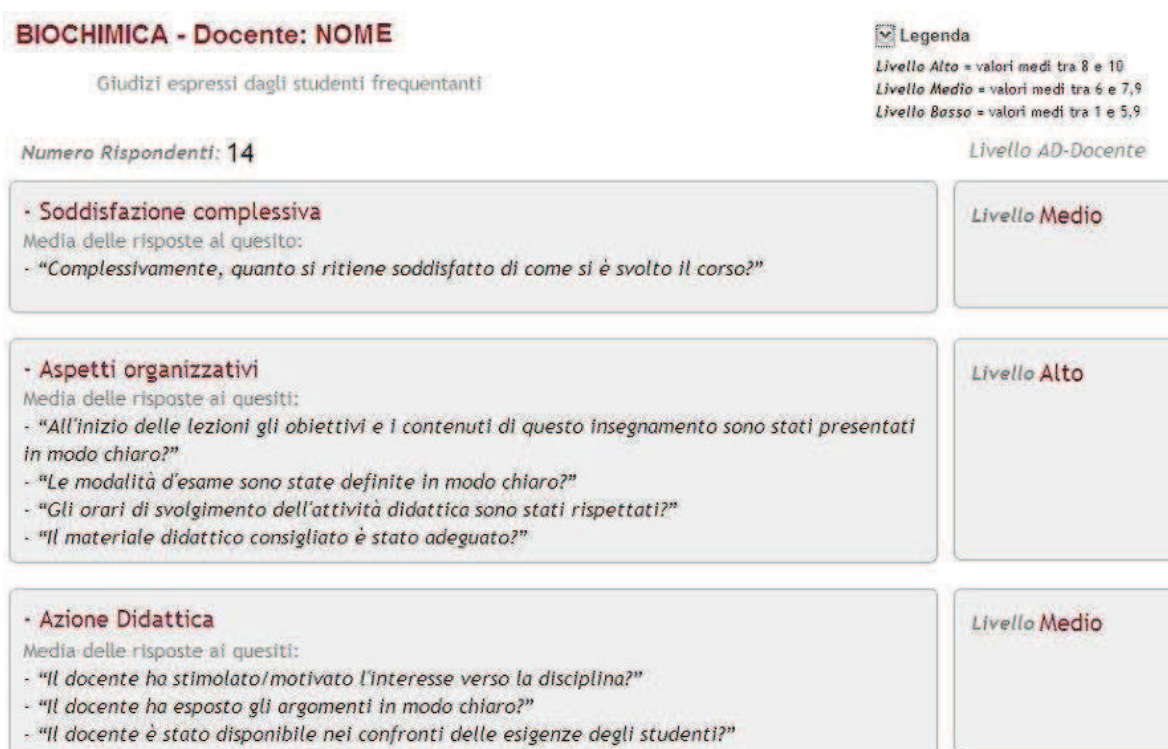 BIOCHIMICA - Docente: NOME
Legenda
Giudizi espressi dagli studenti frequentanti
Livello Alto = valori medi tra 8 e 10
Livello Medio = valori medi tra 6 e 7,9
Livello Basso = valori medi tra 1 e 5,9
Numero Rispondenti: 14
Livello AD-Docente
- Soddisfazione complessiva
Livello Medio
Media delle risposte al quesito:
- “Complessivamente, quanto si ritiene soddisfatto di come si è svolto il corso?”
- Aspetti organizzativi
Livello Alto
Media delle risposte ai quesiti:
- “All'inizio delle lezioni gli obiettivi e i contenuti di questo insegnamento sono stati presentati
in modo chiaro?”
- “Le modalità d'esame sono state definite in modo chiaro?”
- “Gli orari di svolgimento dell'attività didattica sono stati rispettati?”
- “Il materiale didattico consigliato è stato adeguato?”
- Azione Didattica
Livello Medio
Media delle risposte ai quesiti:
- “Il docente ha stimolato/motivato l'interesse verso la disciplina?”
- “Il docente ha esposto gli argomenti in modo chiaro?”
- “Il docente è stato disponibile nei confronti delle esigenze degli studenti?”